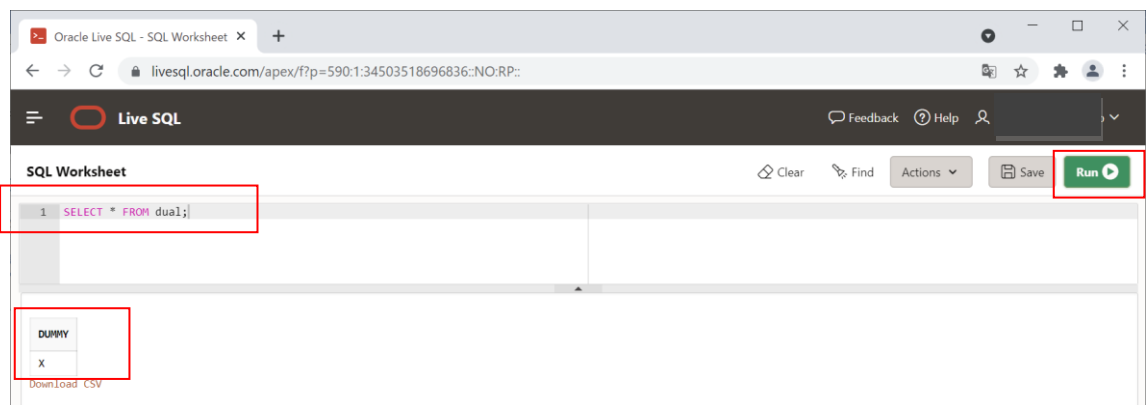 Oracle Live SQL - SQL Worksheet
livesql.oracle.com/apex/f?p=590:1:34503518696836::NO:RP::
Live SQL
Feedback
Help
SQL Worksheet
Clear
Find
Actions
Save
Run
1 SELECT * FROM dual;
DUMMY
X
Download CSV